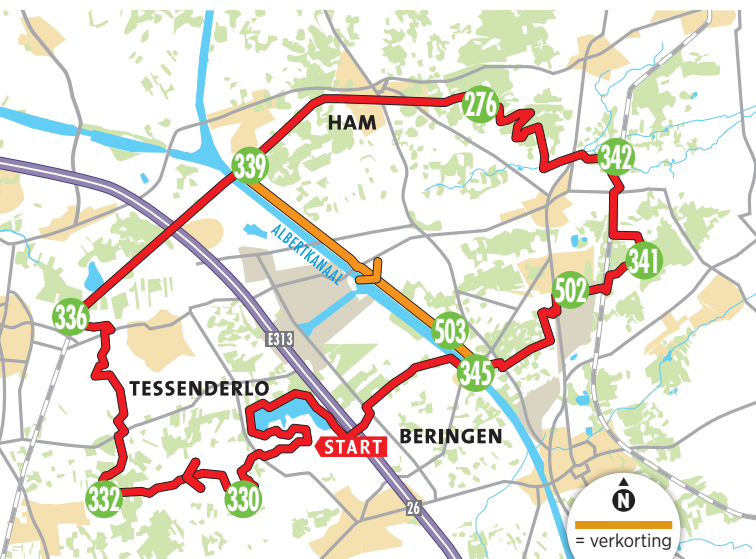 276
HAM
339
342
ALBERTKANAAL
341
502
336
503
E313
345
TESSENDERLO
START
BERINGEN
332
330
26
N
= verkorting